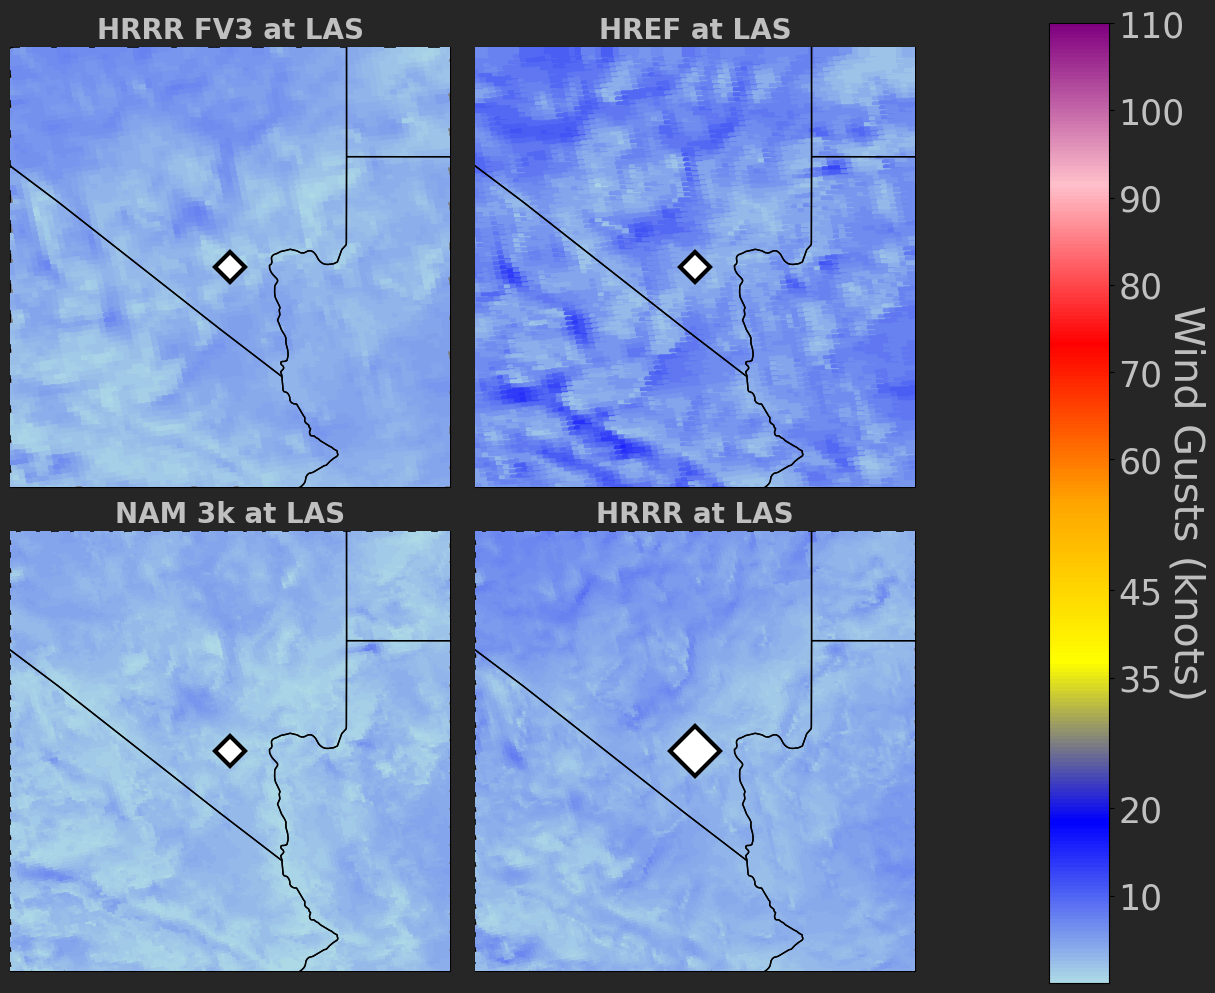 HRRR FV3 at LAS
HREF at LAS
NAM 3k at LAS
HRRR at LAS
110
100
90
80
70
60
45
35
20
10
Wind Gusts (knots)